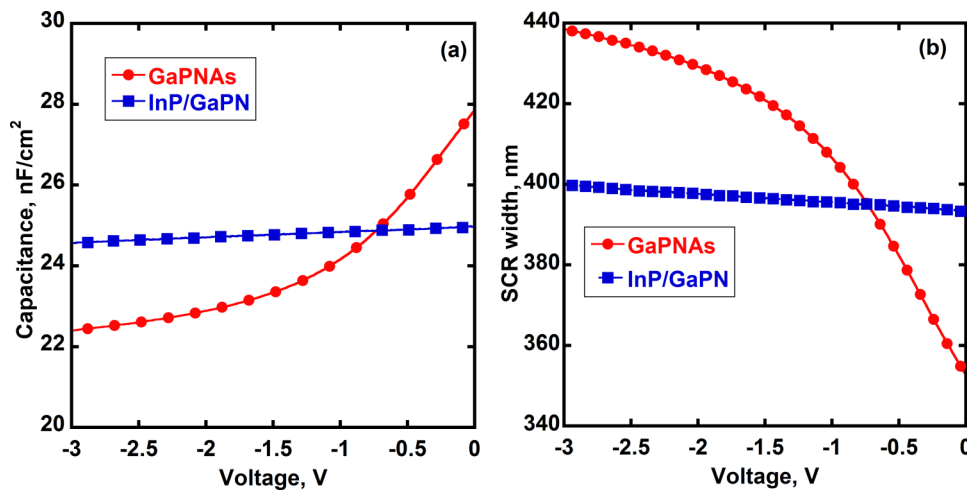 (a)
Capacitance, nF/cm²
30
28
26
24
22
20
GaPNAs
InP/GaPN
-3 -2.5 -2 -1.5 -1 -0.5 0
Voltage, V
(b)
SCR width, nm
440
420
400
380
360
340
GaPNAs
InP/GaPN
-3 -2.5 -2 -1.5 -1 -0.5 0
Voltage, V